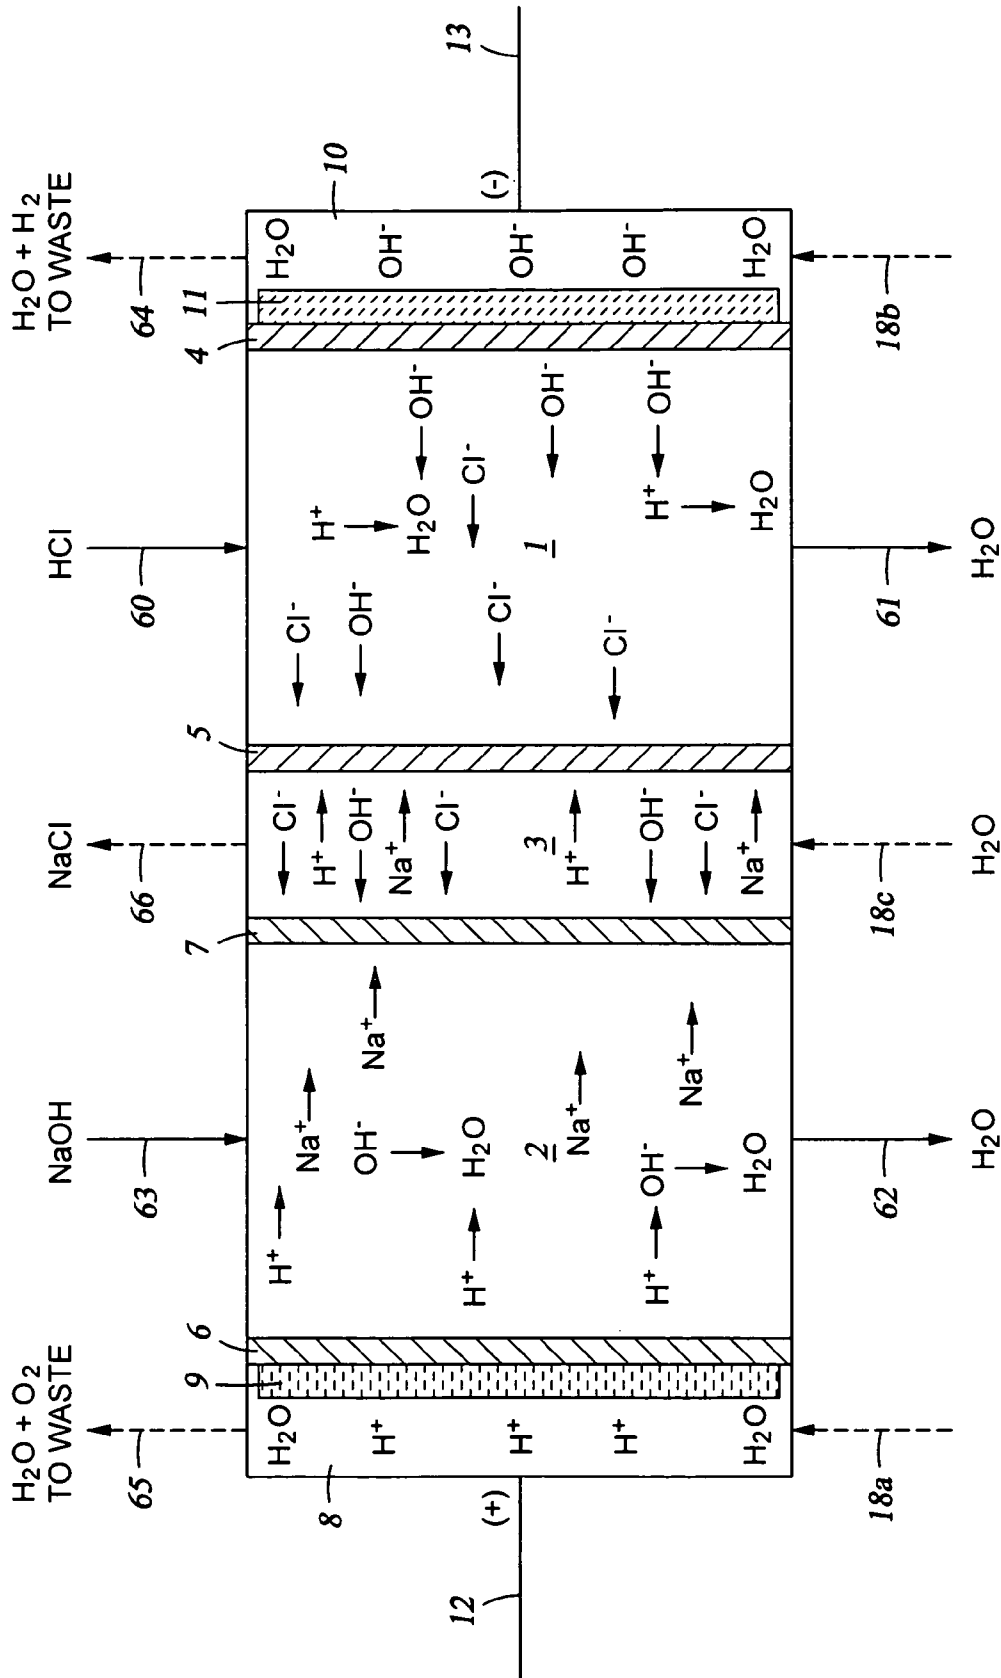 H₂O + O₂
TO WASTE
NaOH
NaCl
HCl
H₂O + H₂
TO WASTE
65
63
66
60
64
9
6
7
5
4
11
8
10
H₂O
H⁺
Cl⁻
Cl⁻
H₂O
Na⁺
H⁺
H⁺
OH⁻
Na⁺
OH⁻
OH⁻
H⁺
OH⁻
Na⁺
H₂O
OH⁻
Cl⁻
12
13
H⁺
H₂O
Cl⁻
(+)
Cl⁻
(-)
H⁺
OH⁻
2
3
1
OH⁻
Na⁺
H⁺
Cl⁻
H⁺
OH⁻
H⁺
OH⁻
OH⁻
H⁺
OH⁻
Na⁺
Cl⁻
H₂O
H₂O
Na⁺
H₂O
H₂O
18a
62
18c
61
18b
H₂O
H₂O
H₂O